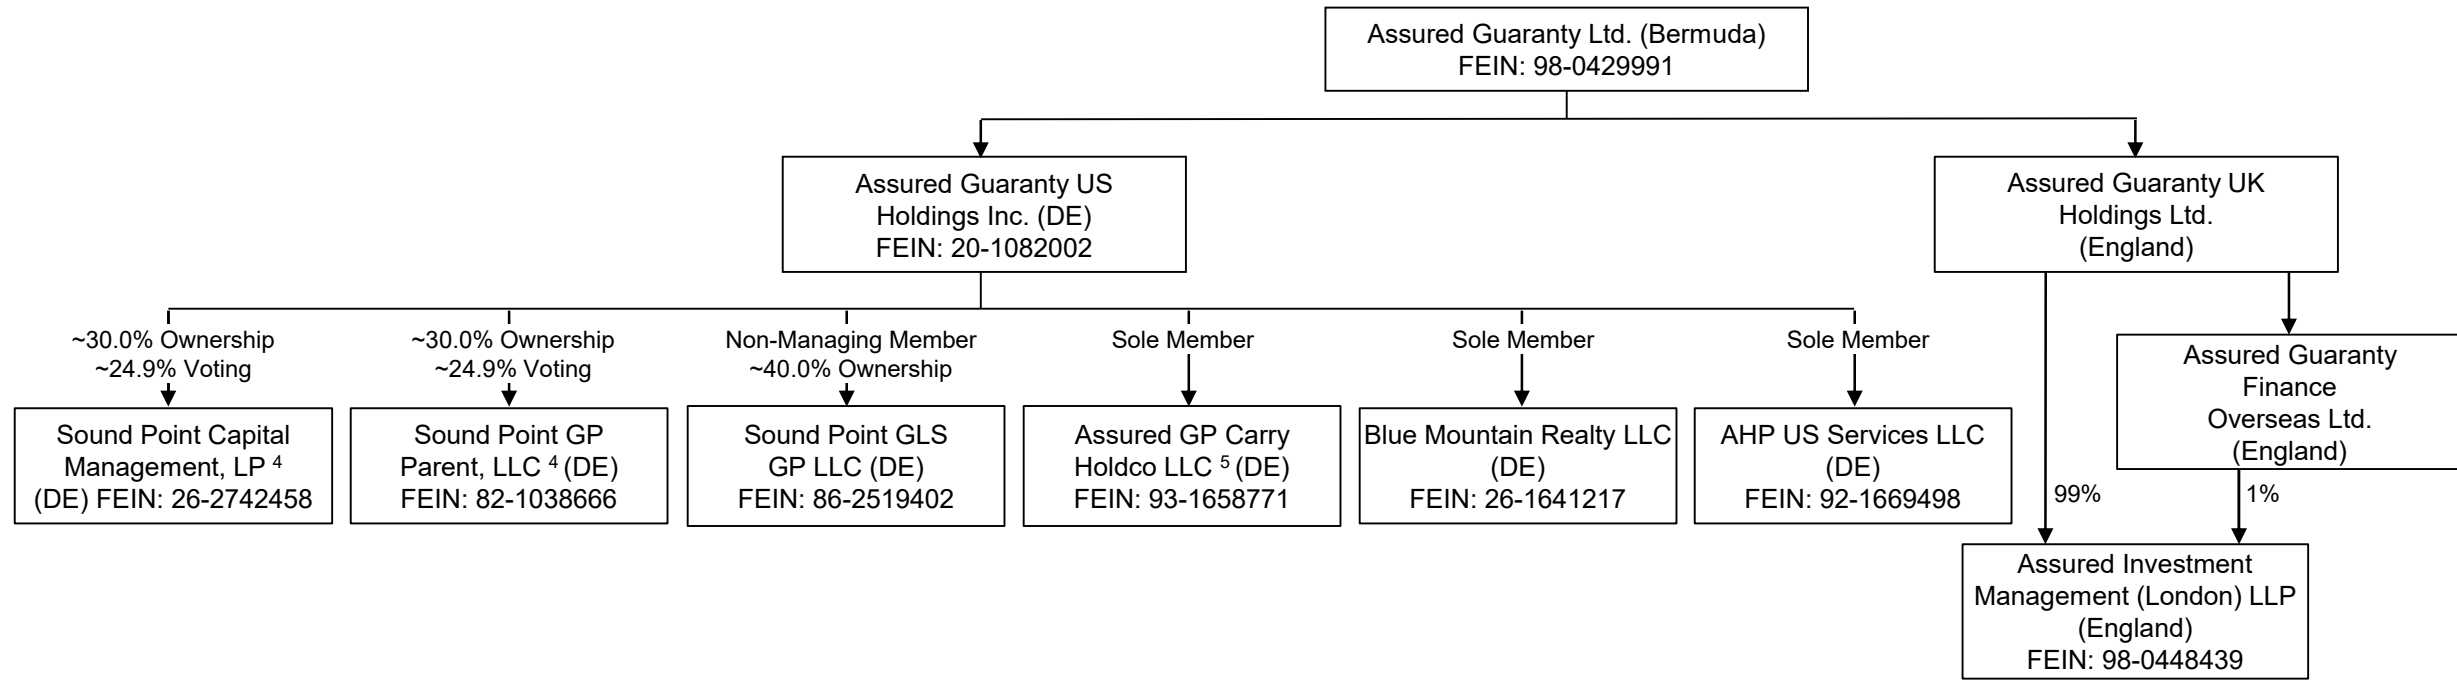 Assured Guaranty Ltd. (Bermuda)
FEIN: 98-0429991
Assured Guaranty US
Holdings Inc. (DE)
FEIN: 20-1082002
Assured Guaranty UK
Holdings Ltd.
(England)
~30.0% Ownership
~24.9% Voting
~30.0% Ownership
~24.9% Voting
Non-Managing Member
~40.0% Ownership
Sole Member
Sole Member
Sole Member
Assured Guaranty
Finance
Overseas Ltd.
(England)
Sound Point Capital
Management, LP 4
(DE) FEIN: 26-2742458
Sound Point GP
Parent, LLC 4 (DE)
FEIN: 82-1038666
Sound Point GLS
GP LLC (DE)
FEIN: 86-2519402
Assured GP Carry
Holdco LLC 5 (DE)
FEIN: 93-1658771
Blue Mountain Realty LLC
(DE)
FEIN: 26-1641217
AHP US Services LLC
(DE)
FEIN: 92-1669498
99%
1%
Assured Investment
Management (London) LLP
(England)
FEIN: 98-0448439